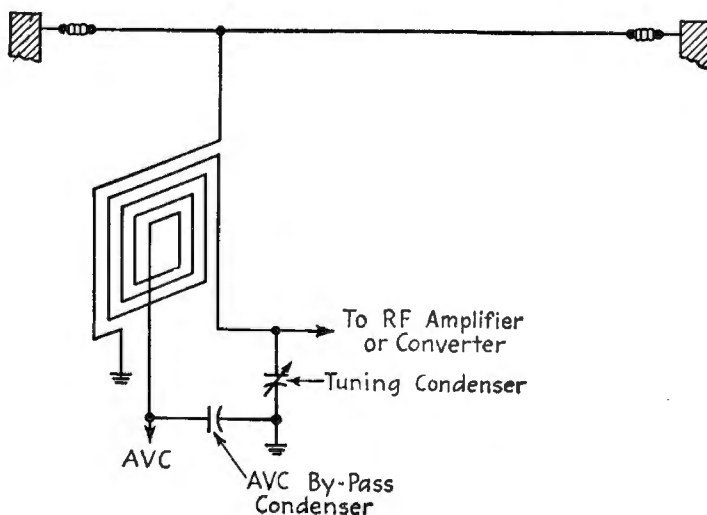 To RF Amplifier
or Converter
Tuning Condenser
AVC
AVC By-Pass
Condenser